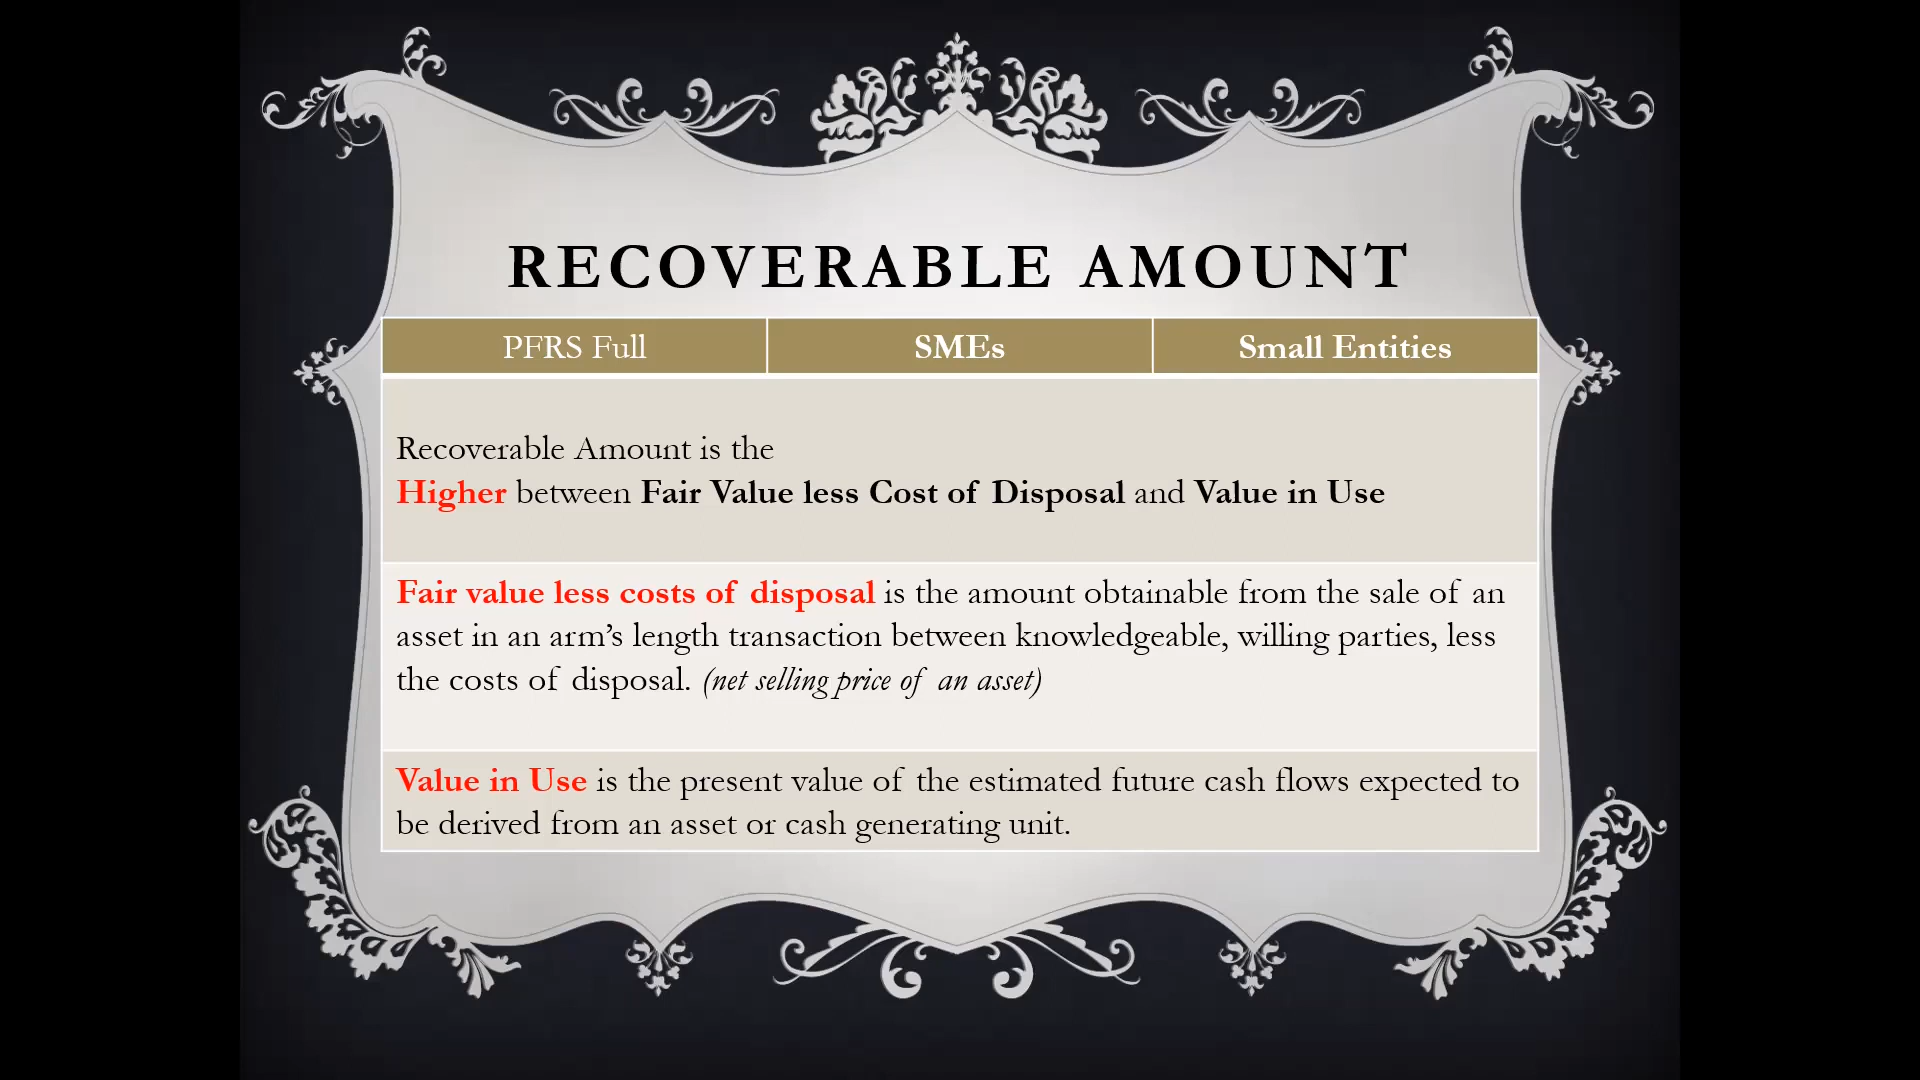 RECOVERABLE AMOUNT
PFRS Full
SMEs
Small Entities
Recoverable Amount is the
Higher between Fair Value less Cost of Disposal and Value in Use
Fair value less costs of disposal is the amount obtainable from the sale of an
asset in an arm’s length transaction between knowledgeable, willing parties, less
the costs of disposal. (net selling price of an asset)
Value in Use is the present value of the estimated future cash flows expected to
be derived from an asset or cash generating unit.